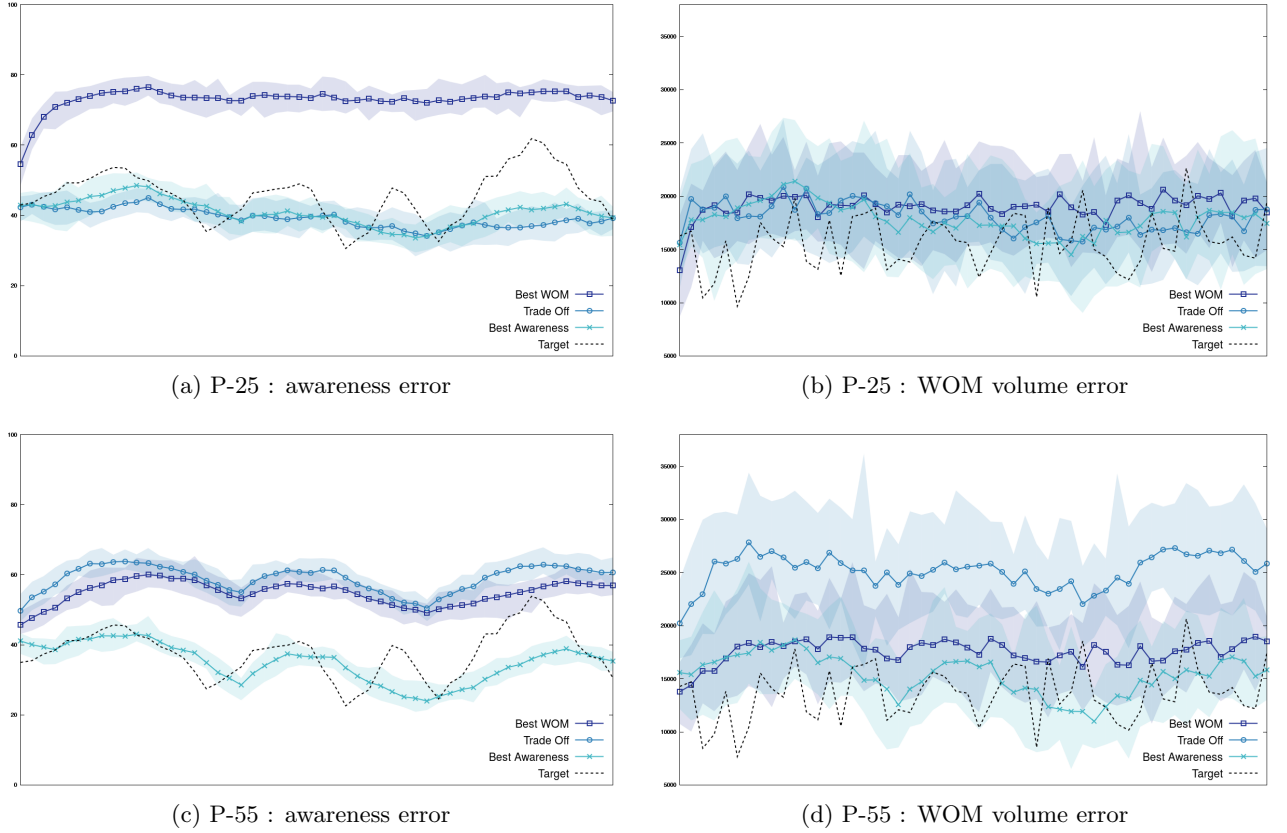 100
80
60
40
20
0
Best WOM
Trade Off
Best Awareness
Target
(a) P-25 : awareness error
35000
30000
25000
20000
15000
10000
5000
Best WOM
Trade Off
Best Awareness
Target
(b) P-25 : WOM volume error
100
80
60
40
20
0
Best WOM
Trade Off
Best Awareness
Target
(c) P-55 : awareness error
35000
30000
25000
20000
15000
10000
5000
Best WOM
Trade Off
Best Awareness
Target
(d) P-55 : WOM volume error